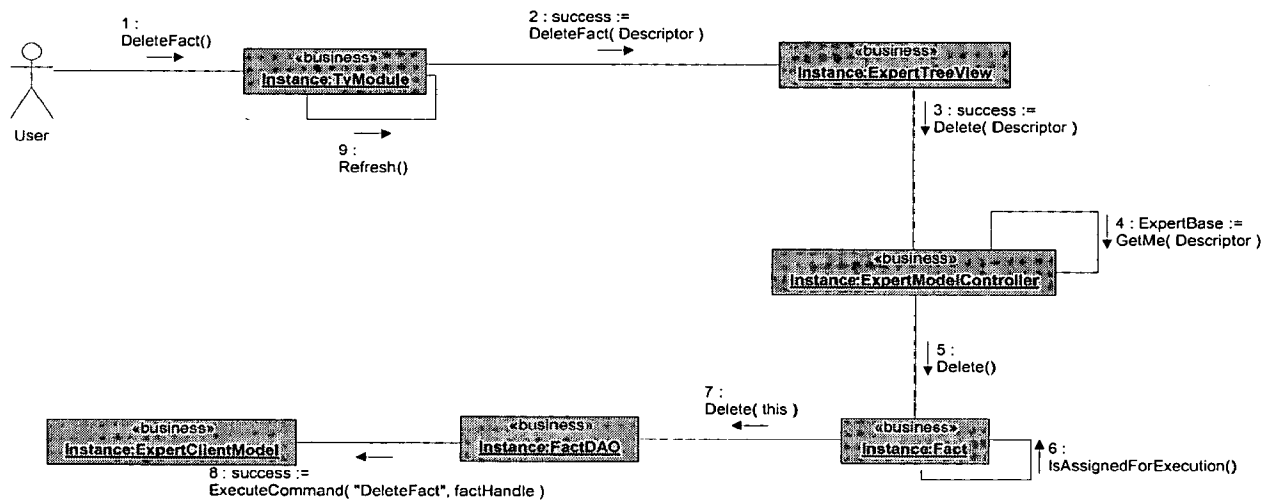 1 :
DeleteFact()
2 : success :=
DeleteFact( Descriptor )
«business»
Instance:TvModule
«business»
Instance:ExpertTreeView
User
9 :
Refresh()
3 : success :=
Delete( Descriptor )
4 : ExpertBase :=
GetMe( Descriptor )
«business»
Instance:ExpertModelController
5 :
Delete()
7 :
Delete( this )
«business»
Instance:ExpertClientModel
«business»
Instance:FactDAO
«business»
Instance:Fact
6 :
IsAssignedForExecution()
8 : success :=
ExecuteCommand( "DeleteFact", factHandle )